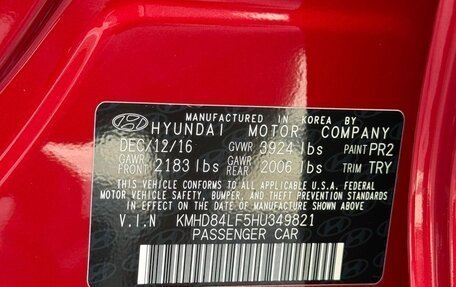 MANUFACTURED IN KOREA BY
HYUNDAI MOTOR COMPANY
DEC/12/16 GVWR 3924 lbs PAINT PR2
GAWR FRONT 2183 lbs GAWR REAR 2006 lbs TRIM TRY
THIS VEHICLE CONFORMS TO ALL APPLICABLE U.S.A. FEDERAL
MOTOR VEHICLE SAFETY, BUMPER, AND THEFT PREVENTION STANDARDS
IN EFFECT ON THE DATE OF MANUFACTURE SHOWN ABOVE.
V.I.N KMHD84LF5HU349821
PASSENGER CAR